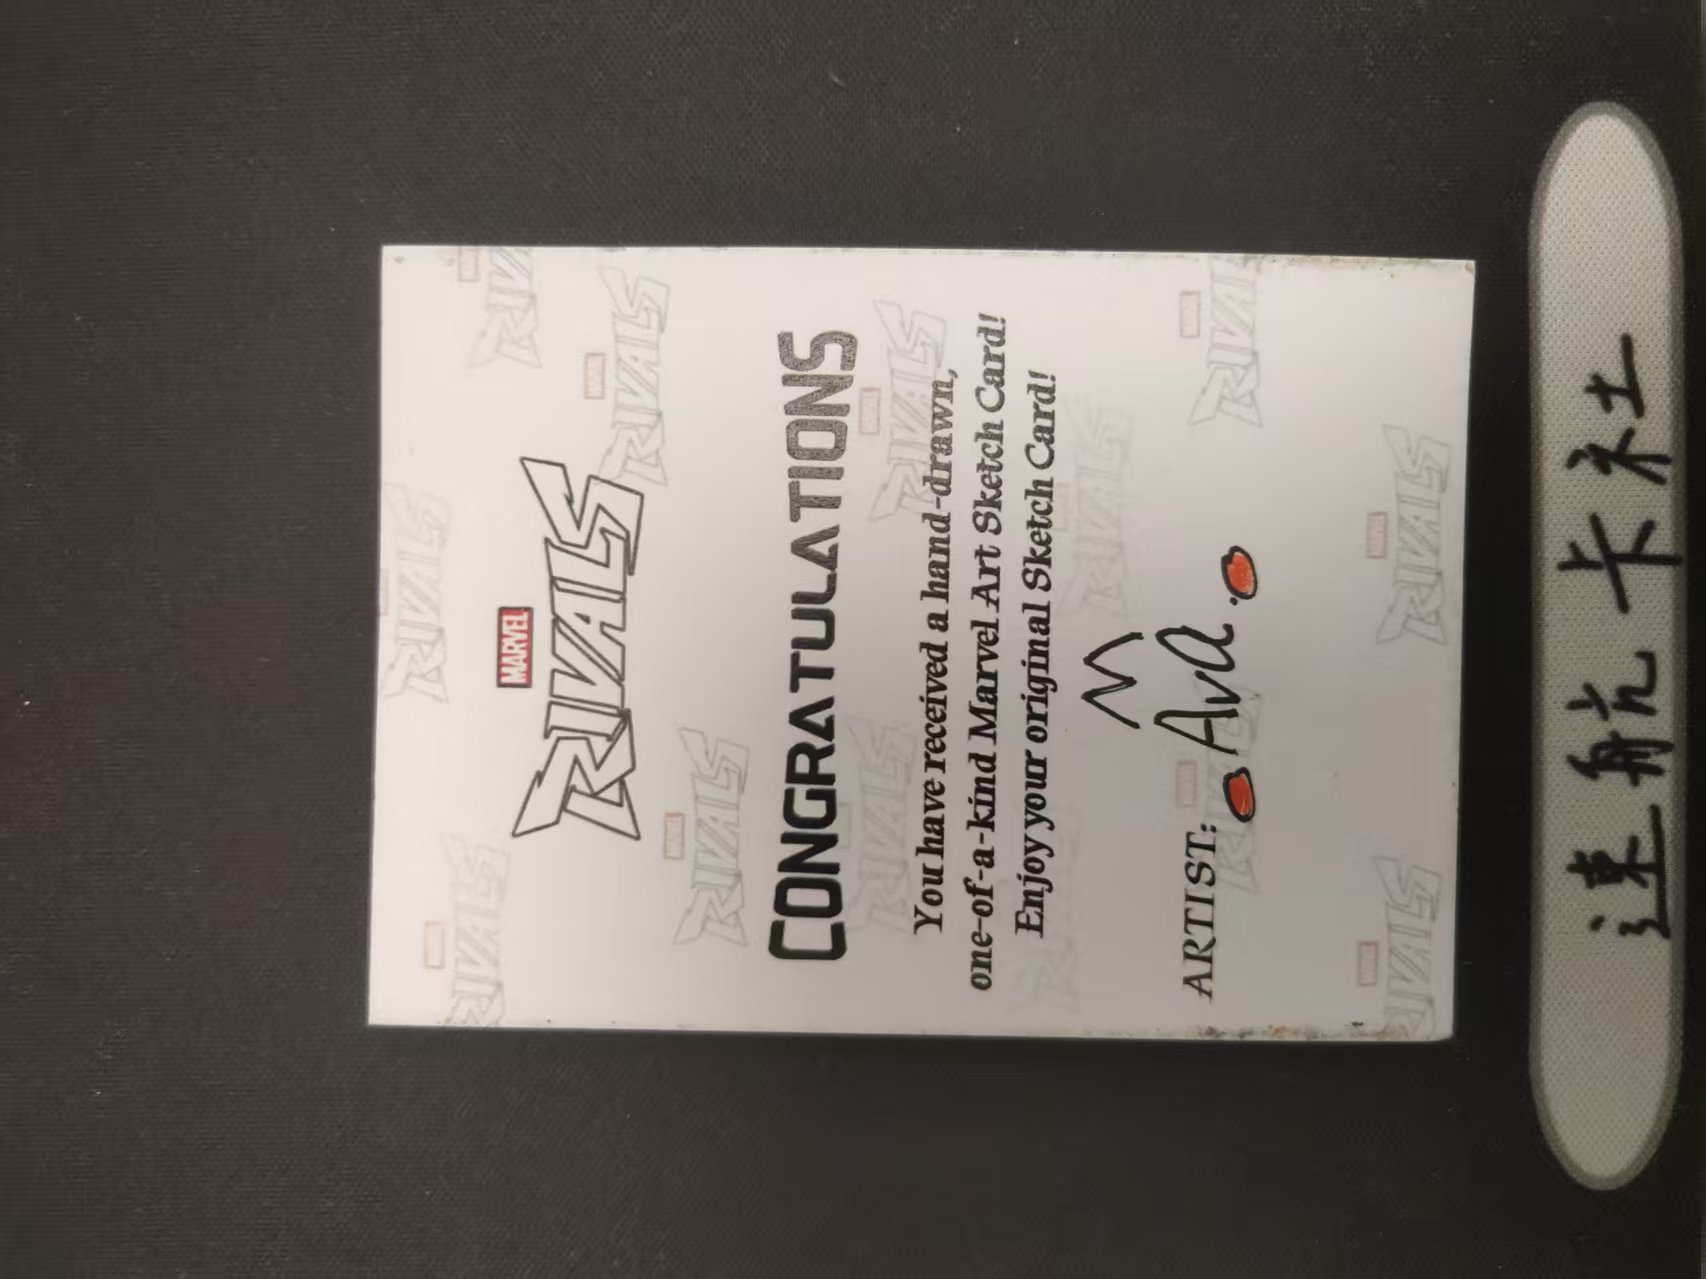 MARVEL
RIVALS
CONGRATULATIONS
You have received a hand-drawn,
one-of-a-kind Marvel Art Sketch Card!
Enjoy your original Sketch Card!
ARTIST: Ava.
速航卡社